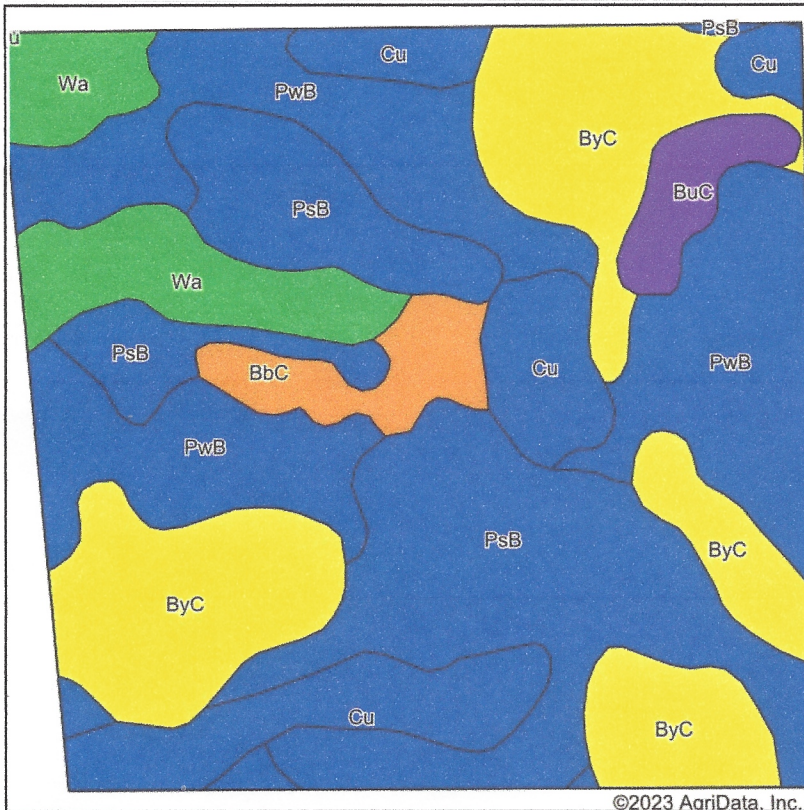 u
PsB
Cu
Cu
Wa
PwB
ByC
BuC
PsB
Wa
PsB
BbC
Cu
PwB
PwB
PsB
ByC
ByC
Cu
ByC
©2023 AgriData, Inc.